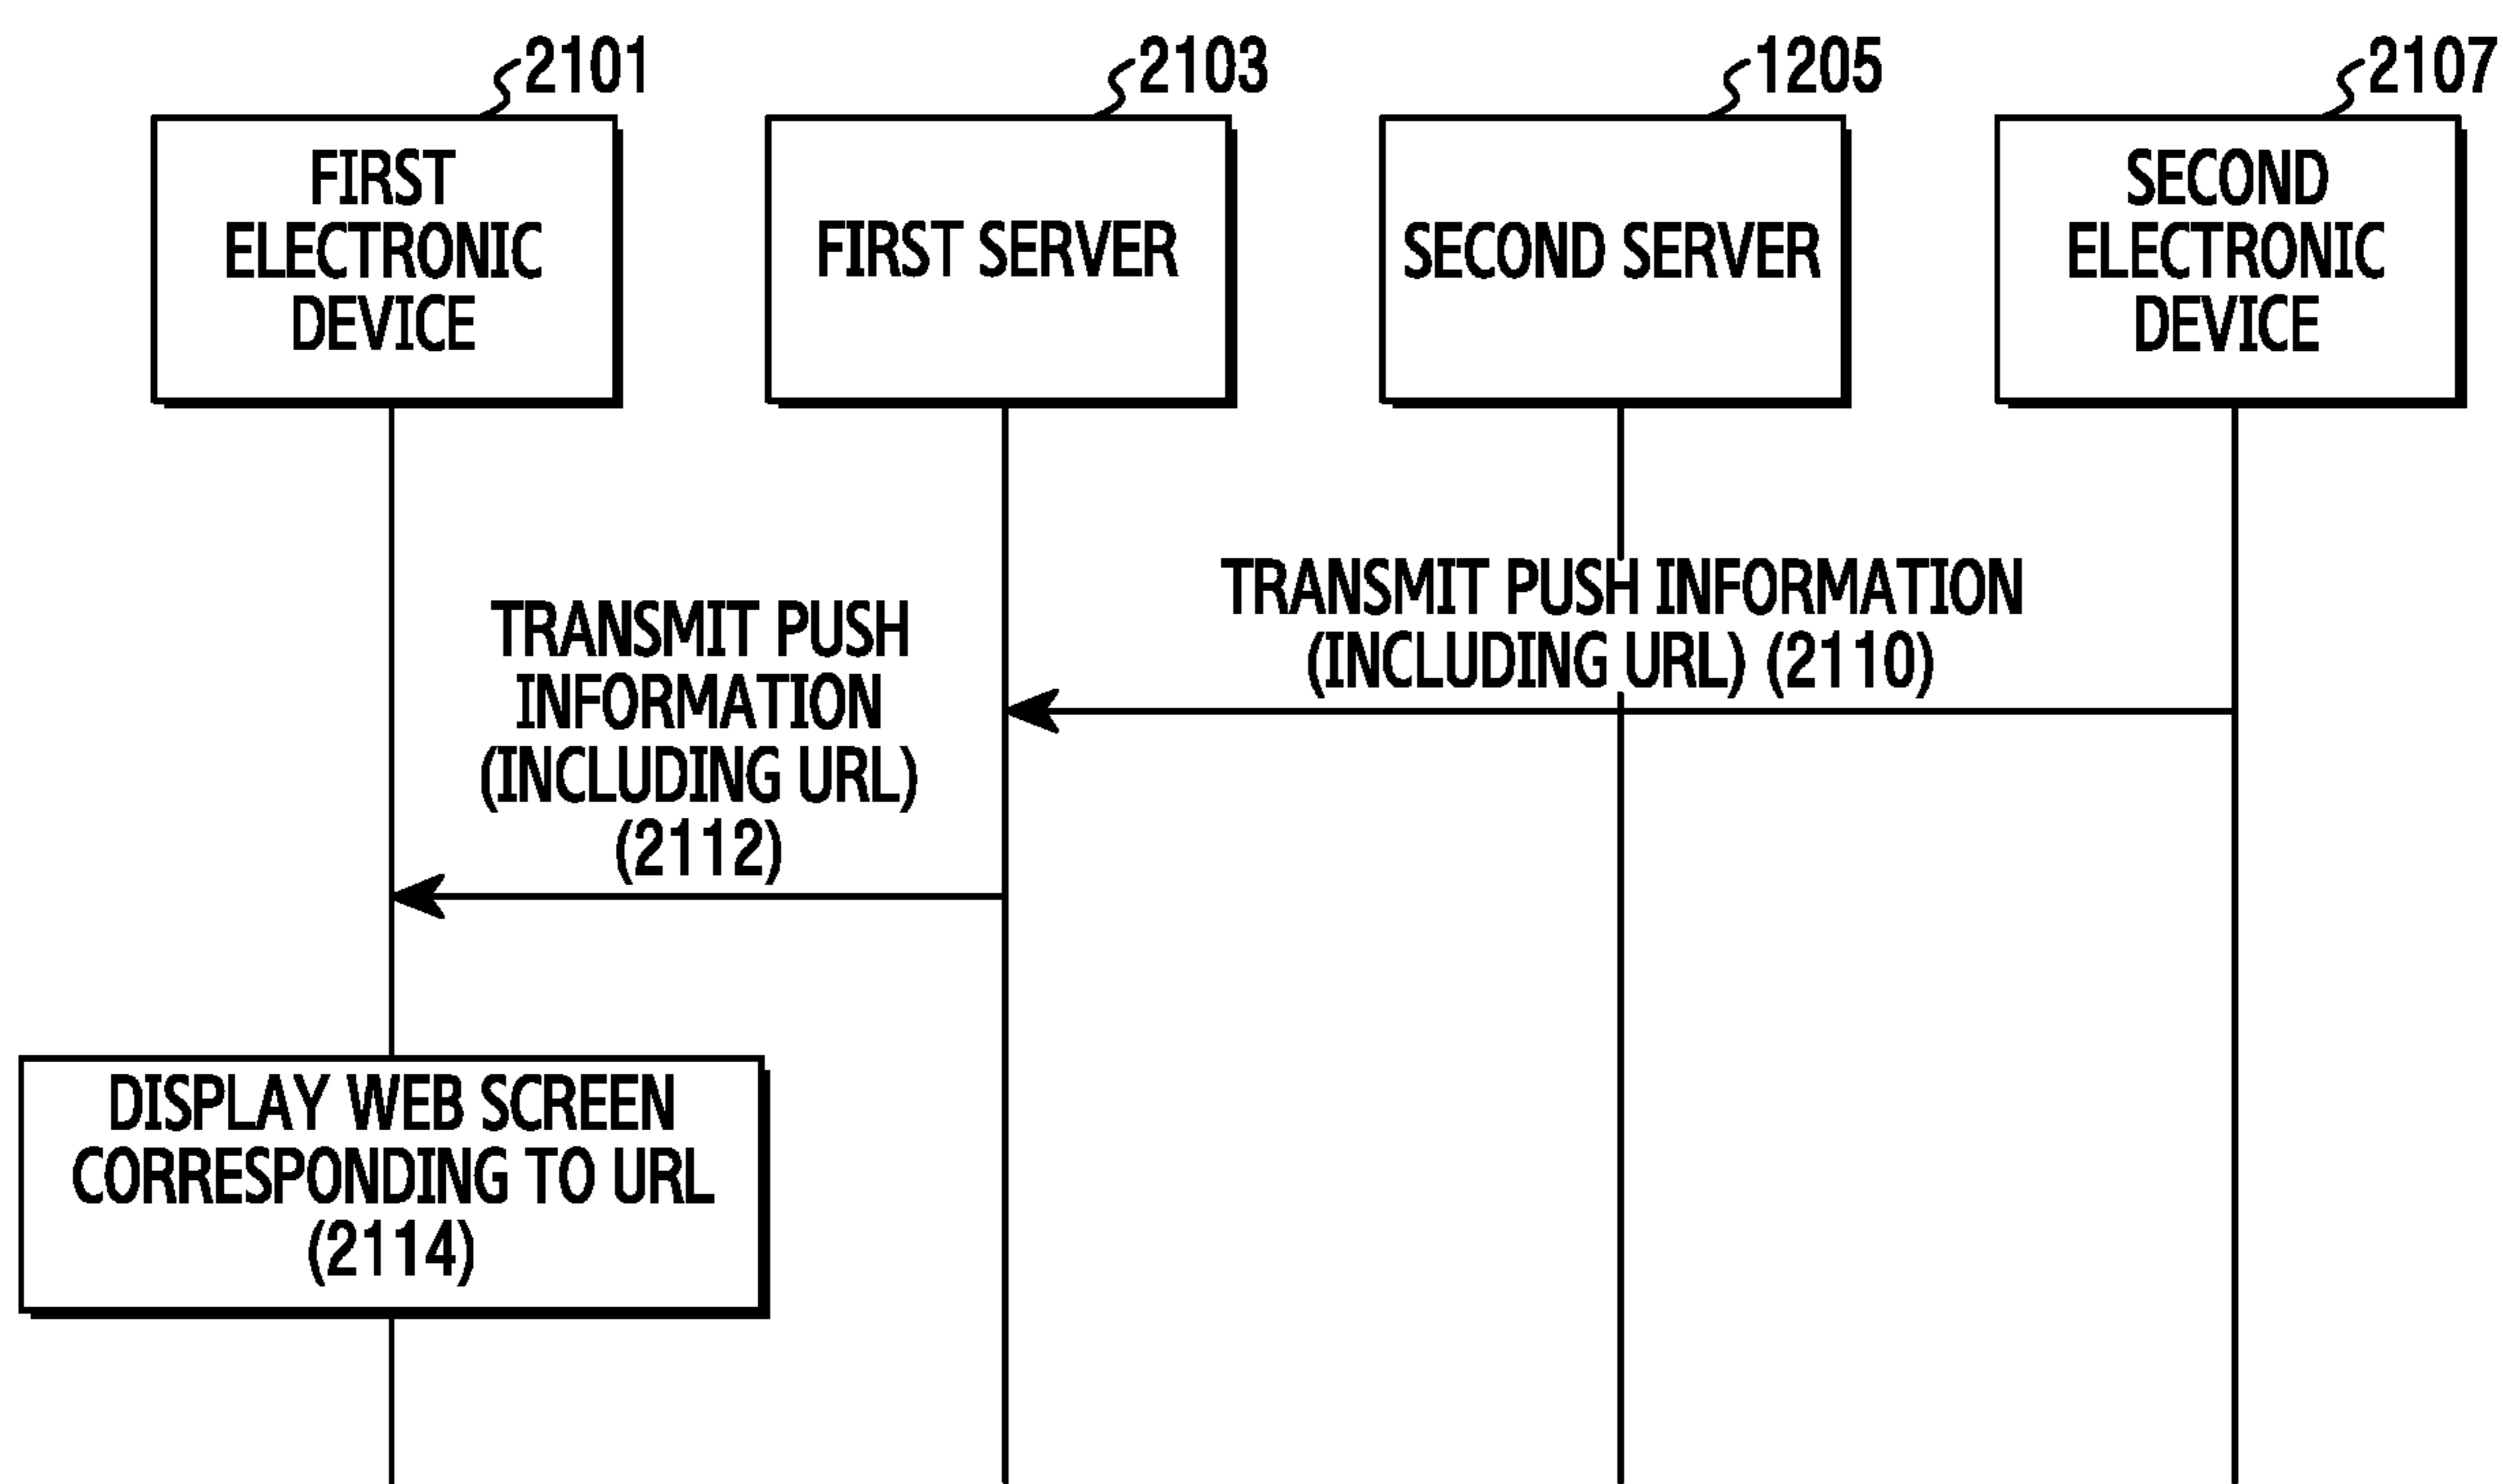 2101
2103
1205
2107
FIRST
ELECTRONIC
DEVICE
FIRST SERVER
SECOND SERVER
SECOND
ELECTRONIC
DEVICE
TRANSMIT PUSH INFORMATION
(INCLUDING URL) (2110)
TRANSMIT PUSH
INFORMATION
(INCLUDING URL)
(2112)
DISPLAY WEB SCREEN
CORRESPONDING TO URL
(2114)